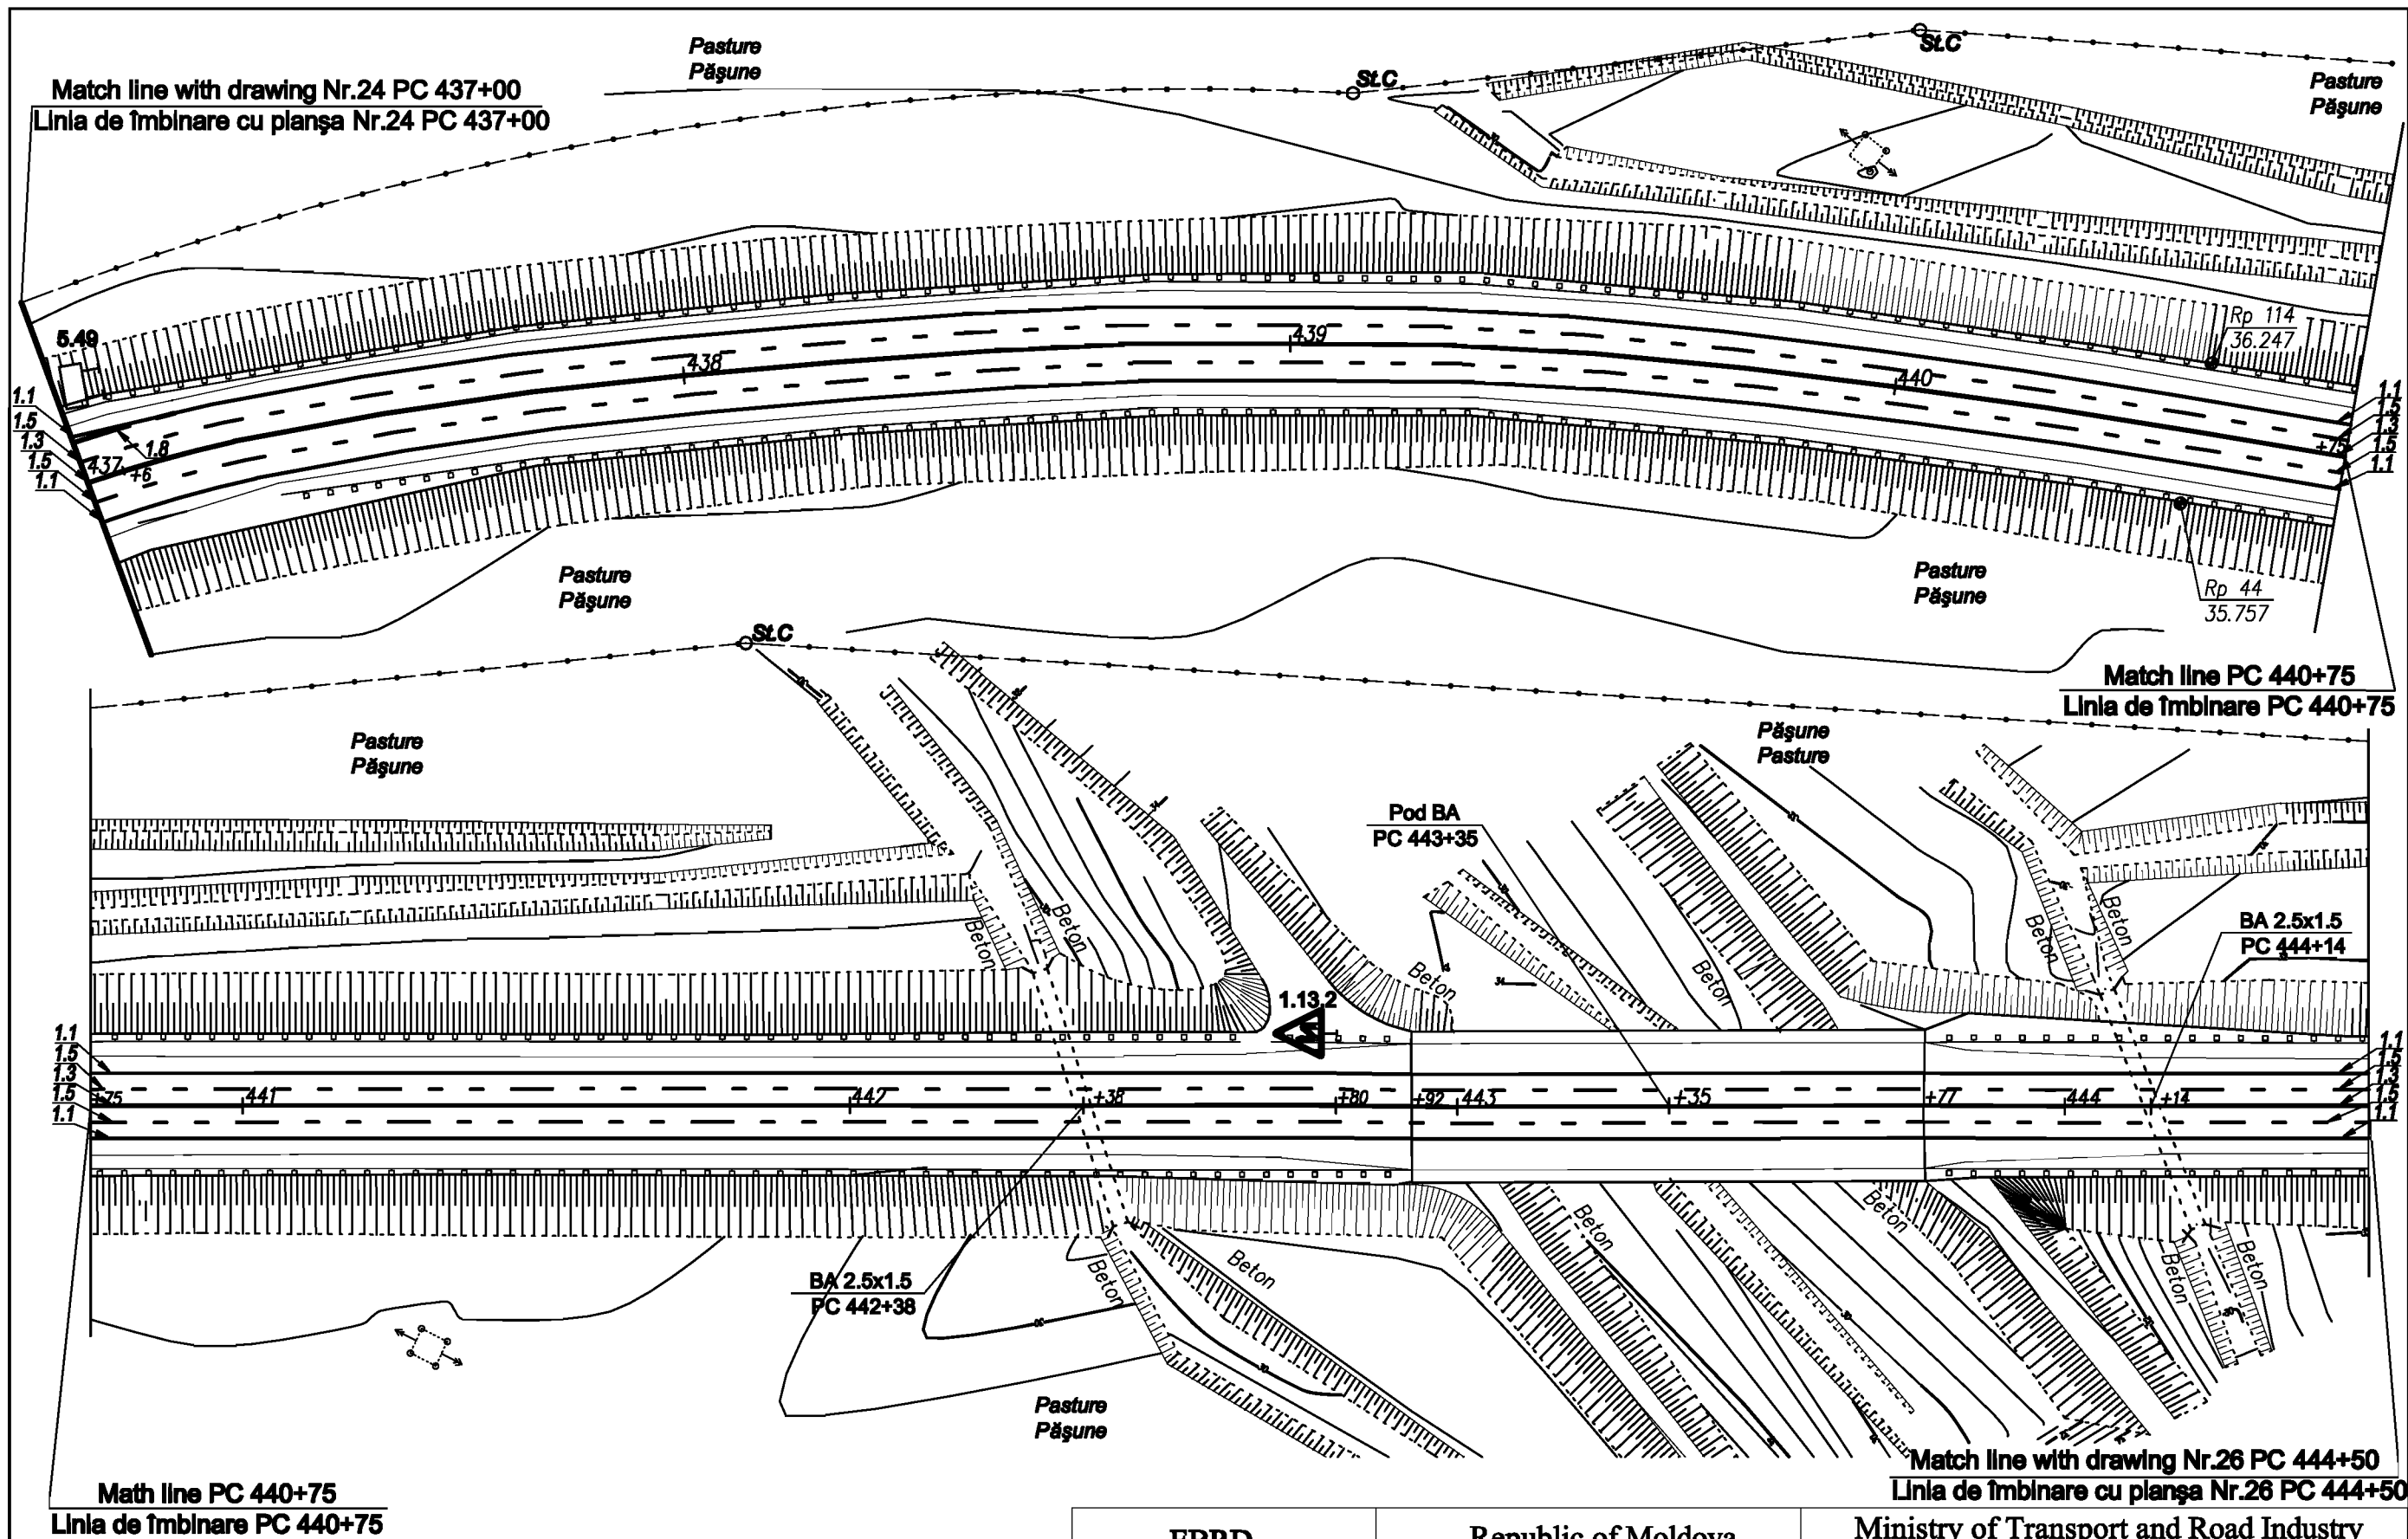 Pasture
Păşune
Match line with drawing Nr.24 PC 437+00
Linia de îmbinare cu planşa Nr.24 PC 437+00
St.C
St.C
Pasture
Păşune
5.49
Rp 114
36.247
438
439
440
1.1
1.5
1.3
1.5
1.1
1.8
437
+6
+75
1.1
1.5
1.3
1.5
1.1
Pasture
Păşune
Pasture
Păşune
Rp 44
35.757
St.C
Match line PC 440+75
Linia de îmbinare PC 440+75
Pasture
Păşune
Păşune
Pasture
Pod BA
PC 443+35
Beton
Beton
Beton
Beton
Beton
Beton
BA 2.5x1.5
PC 444+14
1.13.2
1.1
1.5
1.3
1.5
1.1
+75
441
442
+38
+80
+92
443
+35
+77
444
+14
1.1
1.5
1.3
1.5
1.1
BA 2.5x1.5
PC 442+38
Beton
Beton
Beton
Beton
Beton
Beton
Pasture
Păşune
Match line with drawing Nr.26 PC 444+50
Linia de îmbinare cu planşa Nr.26 PC 444+50
Math line PC 440+75
Linia de îmbinare PC 440+75
EBRD
Republic of Moldova
Ministry of Transport and Road Industry